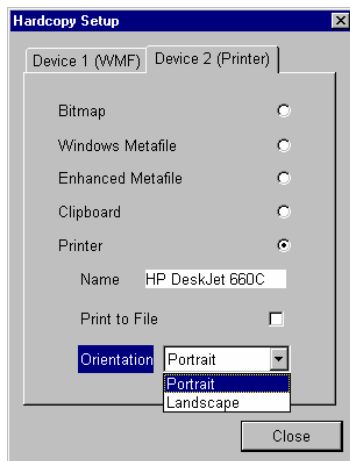 Hardcopy Setup
Device 1 (WMF) Device 2 (Printer)
Bitmap
Windows Metafile
Enhanced Metafile
Clipboard
Printer
Name HP DeskJet 660C
Print to File
Orientation Portrait
Portrait
Landscape
Close